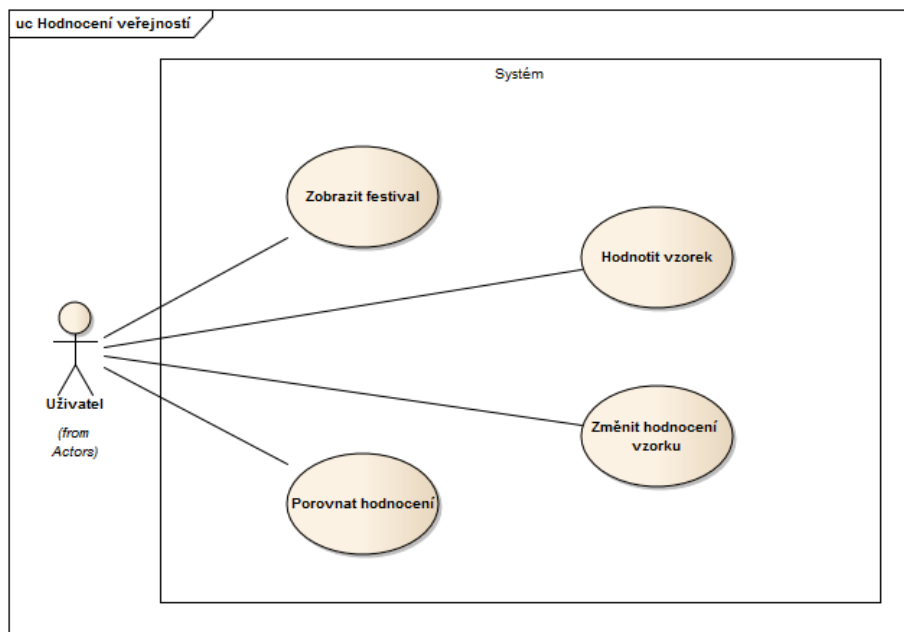 uc Hodnocení veřejností
Systém
Zobrazit festival
Hodnotit vzorek
Uživatel
(from
Actors)
Změnit hodnocení
vzorku
Porovnat hodnocení